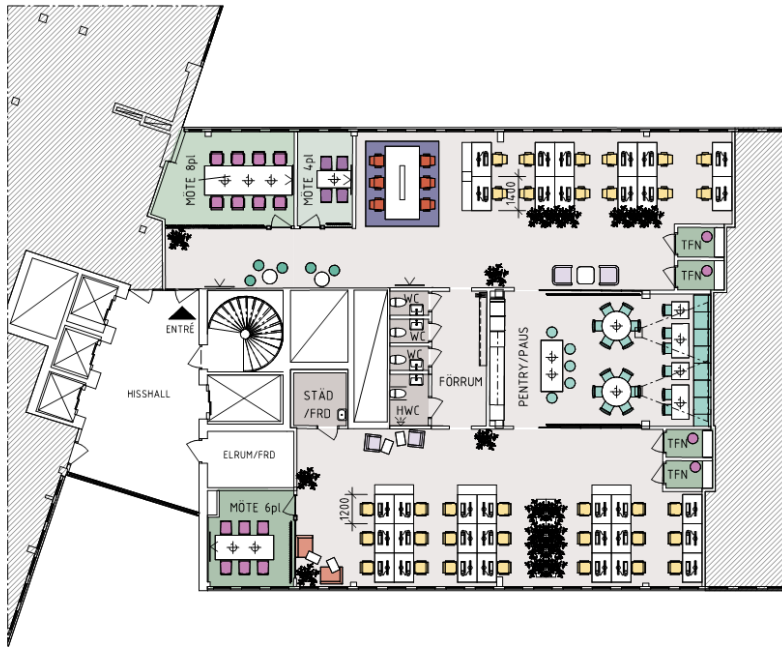 MÖTE 8pl
MÖTE 4pl
1400
TFN
TFN
WC
WC
WC
HWC
ENTRÉ
HISSHALL
STÄD
/FRD
FÖRRUM
PENTRY/PAUS
ELRUM/FRD
TFN
TFN
MÖTE 6pl
1200